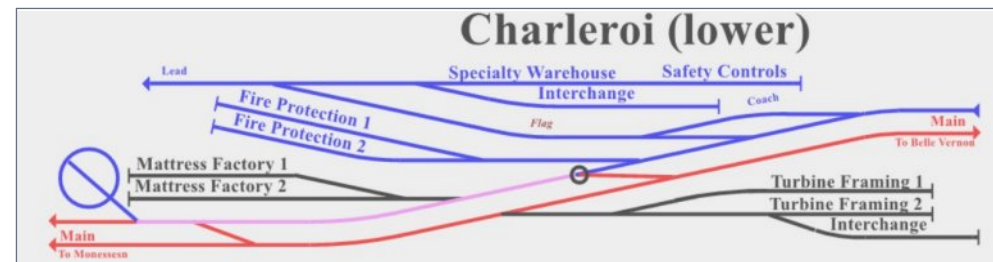 Charleroi (lower)
Lead
Specialty Warehouse
Safety Controls
Interchange
Coach
Fire Protection 1
Flag
Fire Protection 2
Main
To Belle Vernon
Mattress Factory 1
Mattress Factory 2
Turbine Framing 1
Turbine Framing 2
Interchange
Main
To Monessesn